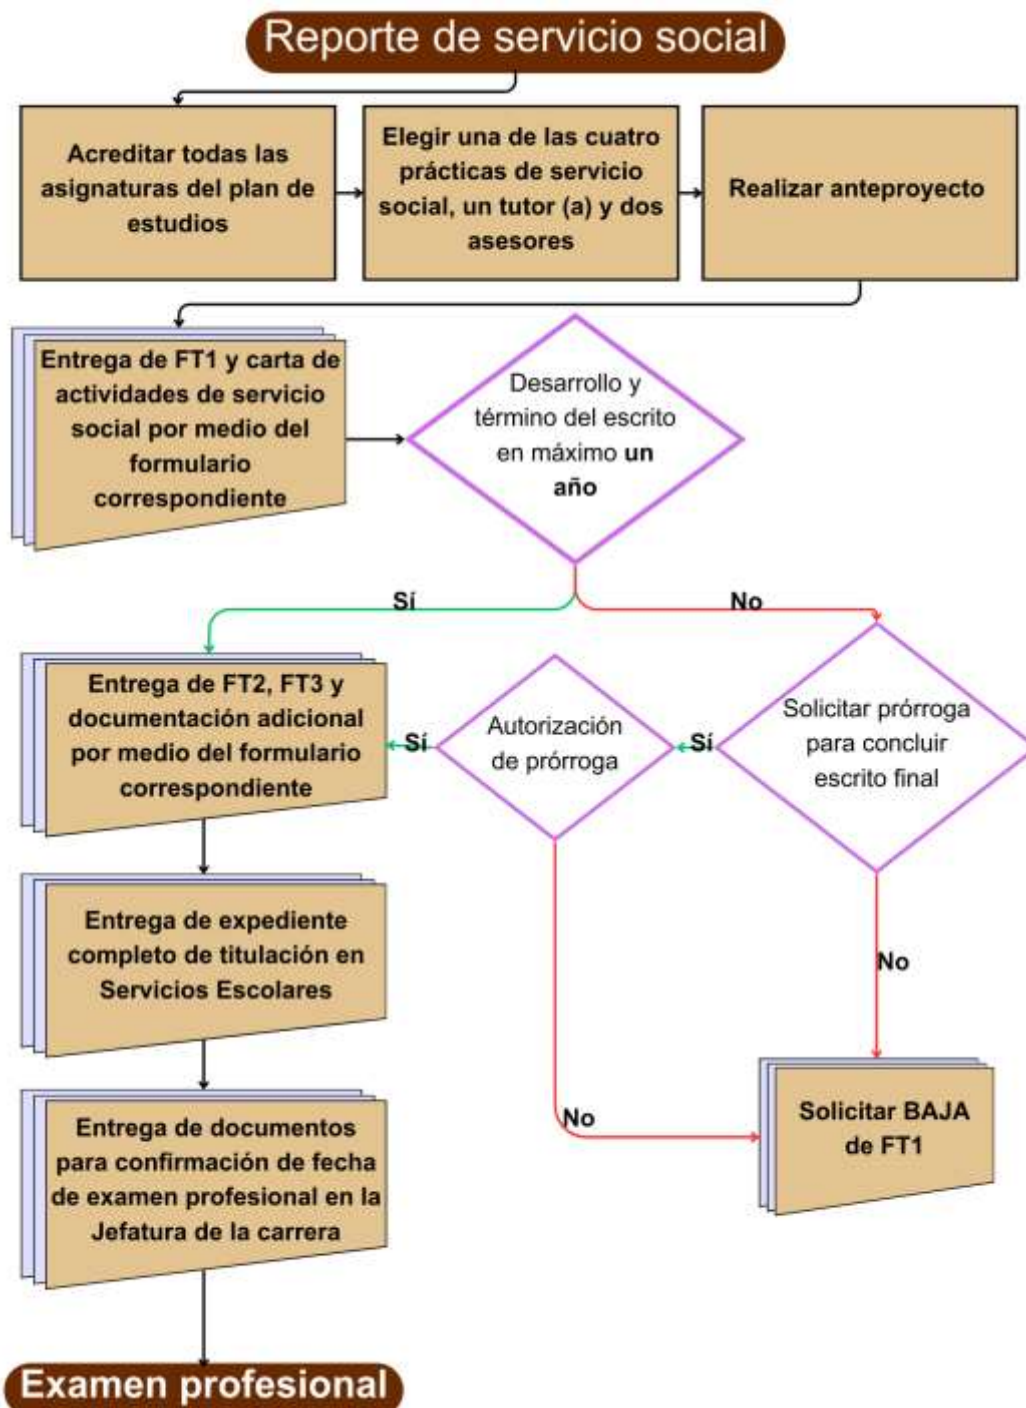 Reporte de servicio social
Acreditar todas las
asignaturas del plan de
estudios
Elegir una de las cuatro
prácticas de servicio
social, un tutor (a) y dos
asesores
Realizar anteproyecto
Entrega de FT1 y carta de
actividades de servicio
social por medio del
formulario
correspondiente
Desarrollo y
término del escrito
en máximo un
año
Sí
No
Entrega de FT2, FT3 y
documentación adicional
por medio del formulario
correspondiente
Sí
Autorización
de prórroga
Sí
Solicitar prórroga
para concluir
escrito final
Entrega de expediente
completo de titulación en
Servicios Escolares
No
Entrega de documentos
para confirmación de fecha
de examen profesional en la
Jefatura de la carrera
No
Solicitar BAJA
de FT1
Examen profesional